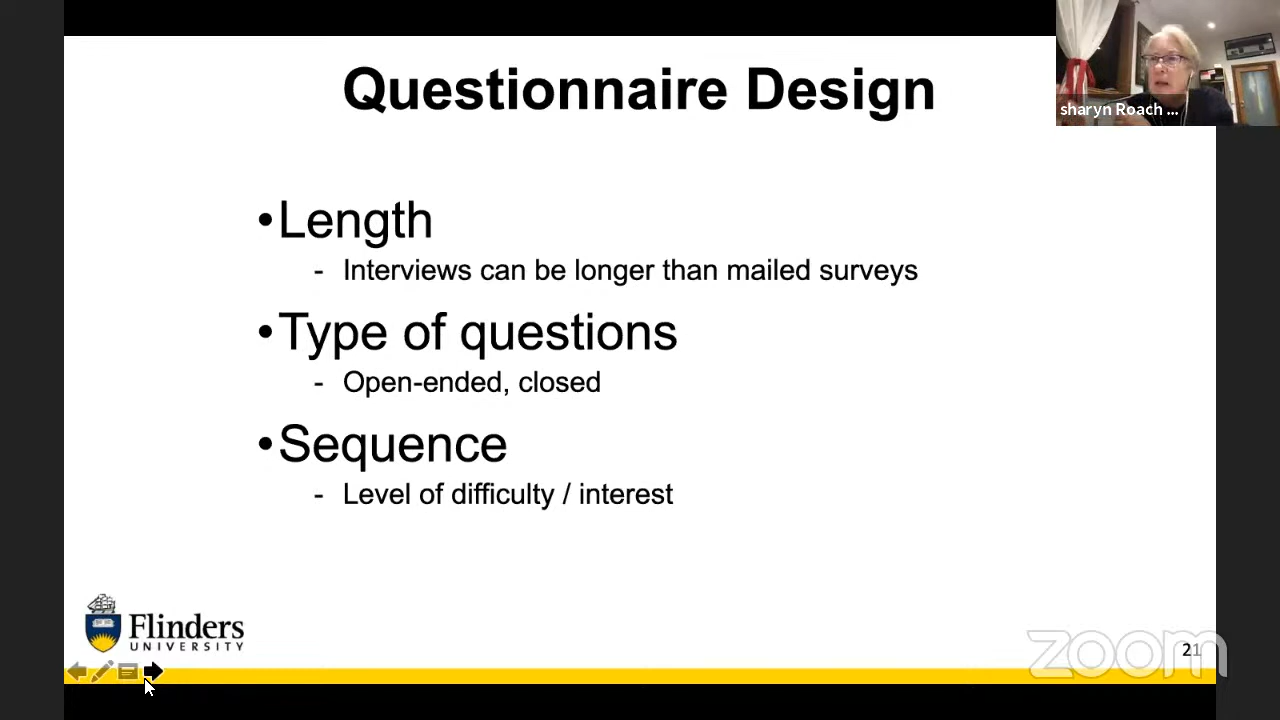 Questionnaire Design
sharyn Roach ...
•Length
- Interviews can be longer than mailed surveys
•Type of questions
- Open-ended, closed
•Sequence
- Level of difficulty / interest
Flinders
UNIVERSITY
zoom
21